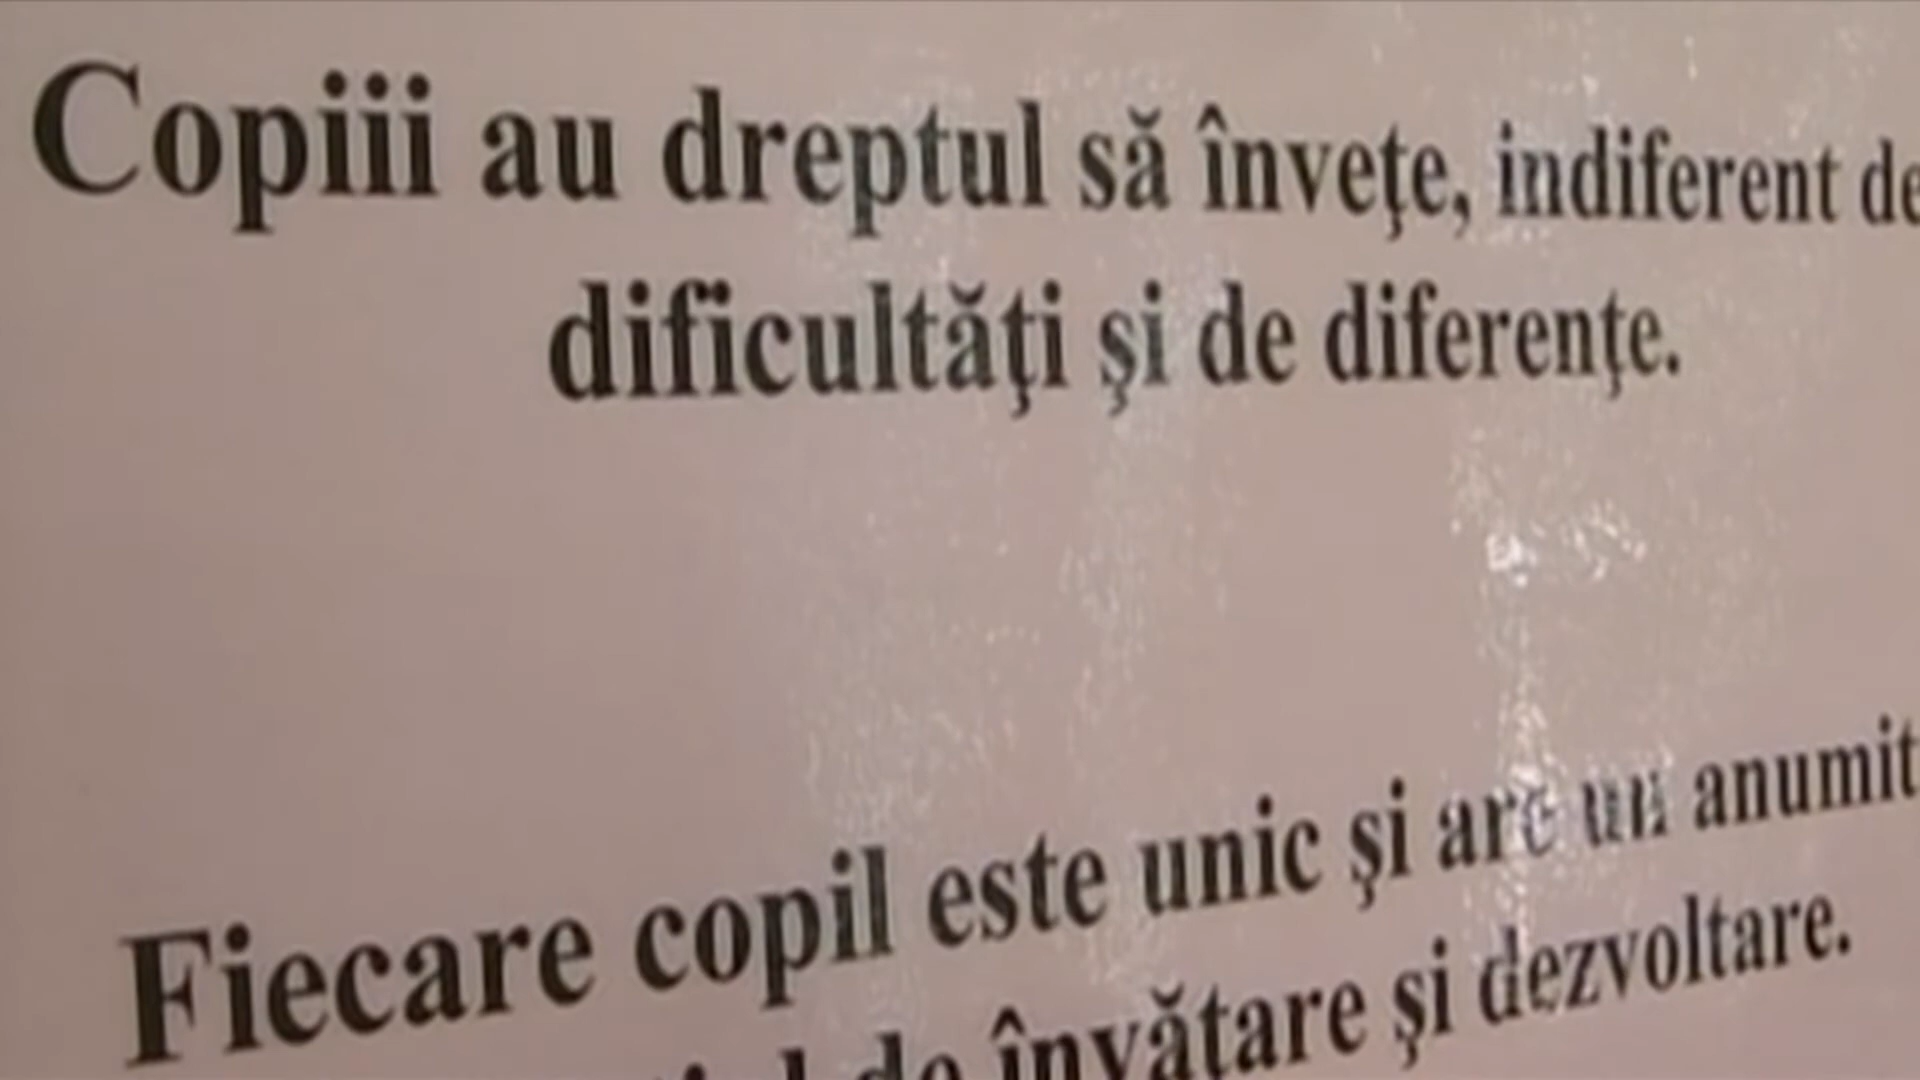 Copiii au dreptul să înveţe, indiferent de
dificultăţi şi de diferenţe.
Fiecare copil este unic şi are un anumit
de învăţare şi dezvoltare.